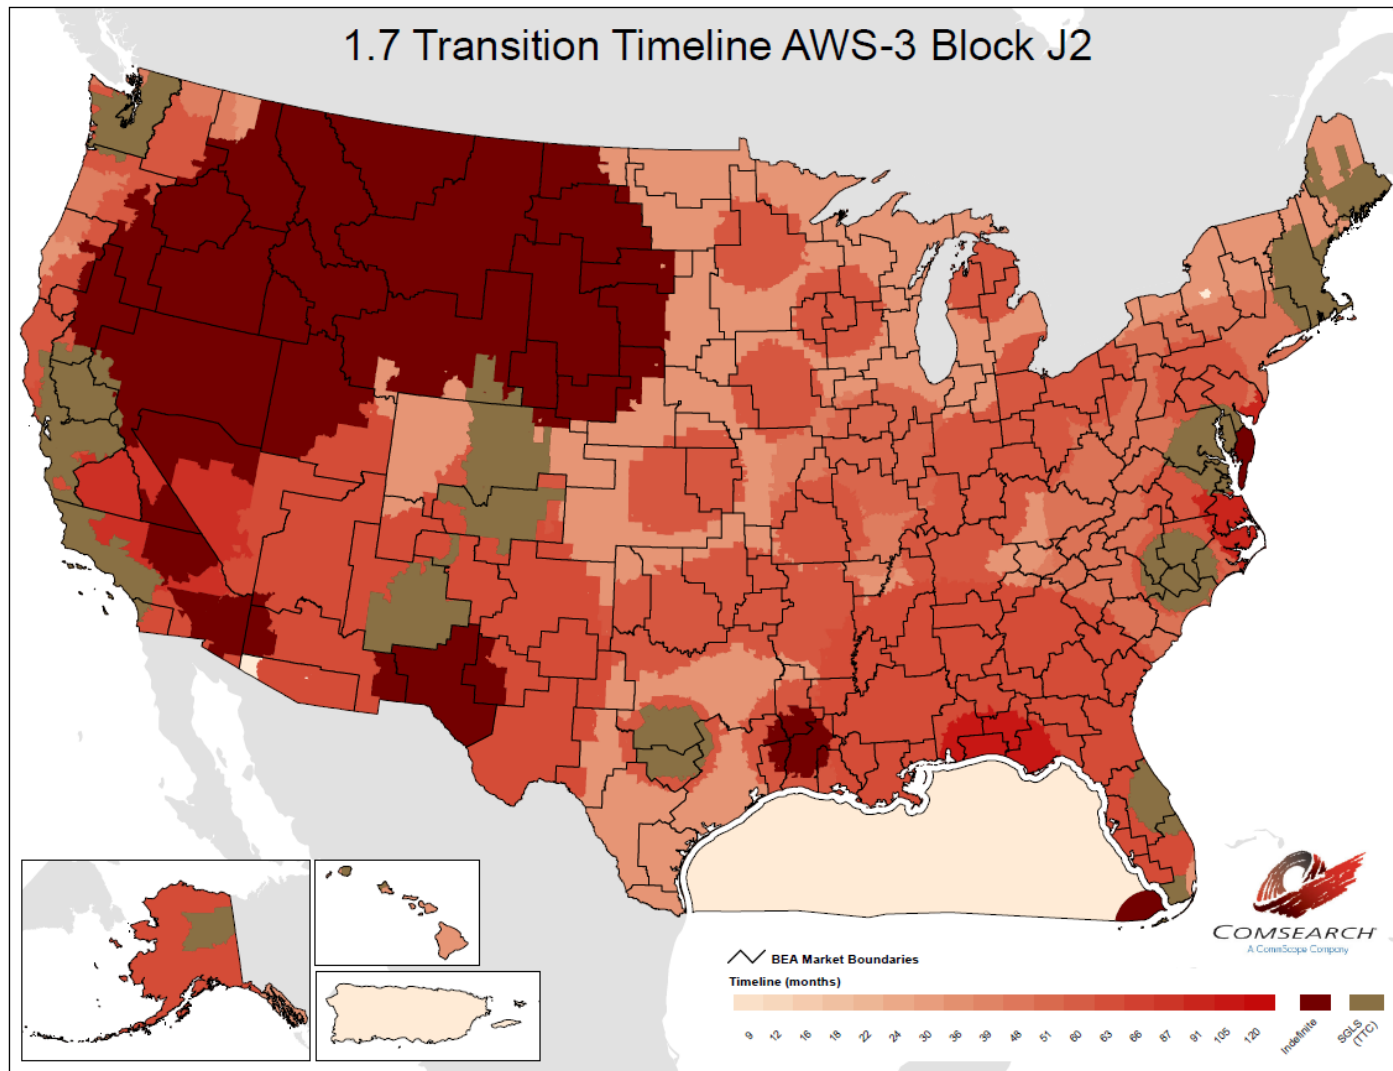 1.7 Transition Timeline AWS-3 Block J2
COMSEARCH
A CommScope Company
BEA Market Boundaries
Timeline (months)
9 12 16 18 22 24 30 36 39 48 51 60 63 66 87 91 105 120 Indefinite SGLS (TTC)